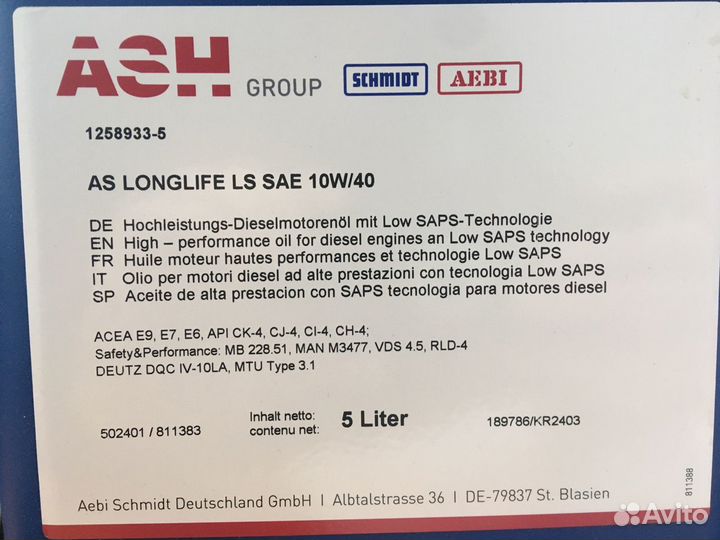 ASH GROUP SCHMIDT AEBI
1258933-5
AS LONGLIFE LS SAE 10W/40
DE Hochleistungs-Dieselmotorenöl mit Low SAPS-Technologie
EN High – performance oil for diesel engines an Low SAPS technology
FR Huile moteur hautes performances et technologie Low SAPS
IT Olio per motori diesel ad alte prestazioni con tecnologia Low SAPS
SP Aceite de alta prestacion con SAPS tecnologia para motores diesel
ACEA E9, E7, E6, API CK-4, CJ-4, CI-4, CH-4;
Safety&Performance: MB 228.51, MAN M3477, VDS 4.5, RLD-4
DEUTZ DQC IV-10LA, MTU Type 3.1
502401 / 811383
Inhalt netto:
contenu net:
5 Liter
189786/KR2403
811388
Aebi Schmidt Deutschland GmbH | Albtalstrasse 36 | DE-79837 St. Blasien
Avito